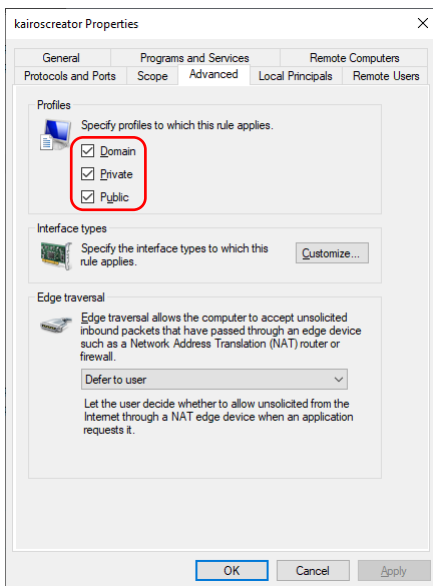 kairoscreator Properties
General Programs and Services Remote Computers
Protocols and Ports Scope Advanced Local Principals Remote Users
Profiles
Specify profiles to which this rule applies.
Domain
Private
Public
Interface types
Specify the interface types to which this
rule applies.
Customize...
Edge traversal
Edge traversal allows the computer to accept unsolicited
inbound packets that have passed through an edge device
such as a Network Address Translation (NAT) router or
firewall.
Defer to user
Let the user decide whether to allow unsolicited from the
Internet through a NAT edge device when an application
requests it.
OK Cancel Apply